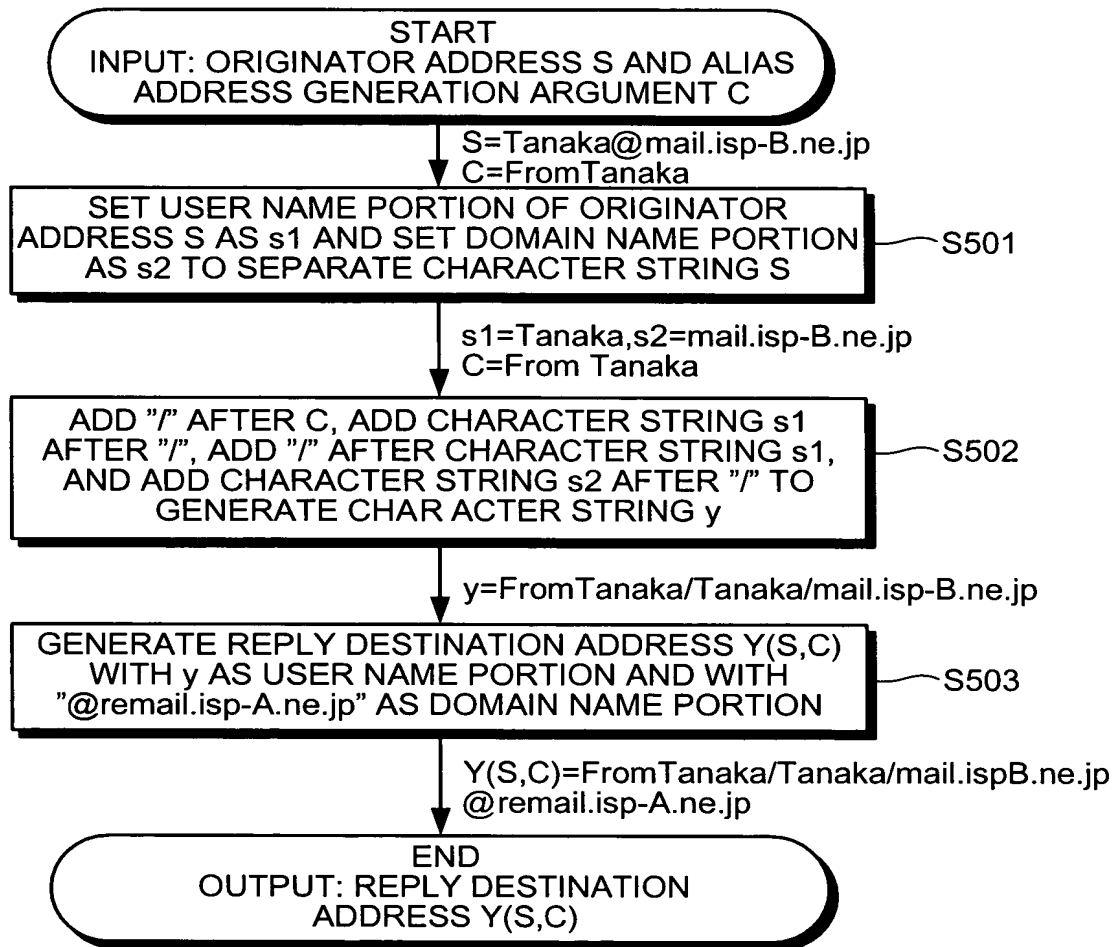 START
INPUT: ORIGINATOR ADDRESS S AND ALIAS
ADDRESS GENERATION ARGUMENT C
S=Tanaka@mail.isp-B.ne.jp
C=FromTanaka
SET USER NAME PORTION OF ORIGINATOR
ADDRESS S AS s1 AND SET DOMAIN NAME PORTION
AS s2 TO SEPARATE CHARACTER STRING S
S501
s1=Tanaka,s2=mail.isp-B.ne.jp
C=From Tanaka
ADD "/" AFTER C, ADD CHARACTER STRING s1
AFTER "/", ADD "/" AFTER CHARACTER STRING s1,
AND ADD CHARACTER STRING s2 AFTER "/" TO
GENERATE CHAR ACTER STRING y
S502
y=FromTanaka/Tanaka/mail.isp-B.ne.jp
GENERATE REPLY DESTINATION ADDRESS Y(S,C)
WITH y AS USER NAME PORTION AND WITH
"@remail.isp-A.ne.jp" AS DOMAIN NAME PORTION
S503
Y(S,C)=FromTanaka/Tanaka/mail.ispB.ne.jp
@remail.isp-A.ne.jp
END
OUTPUT: REPLY DESTINATION
ADDRESS Y(S,C)